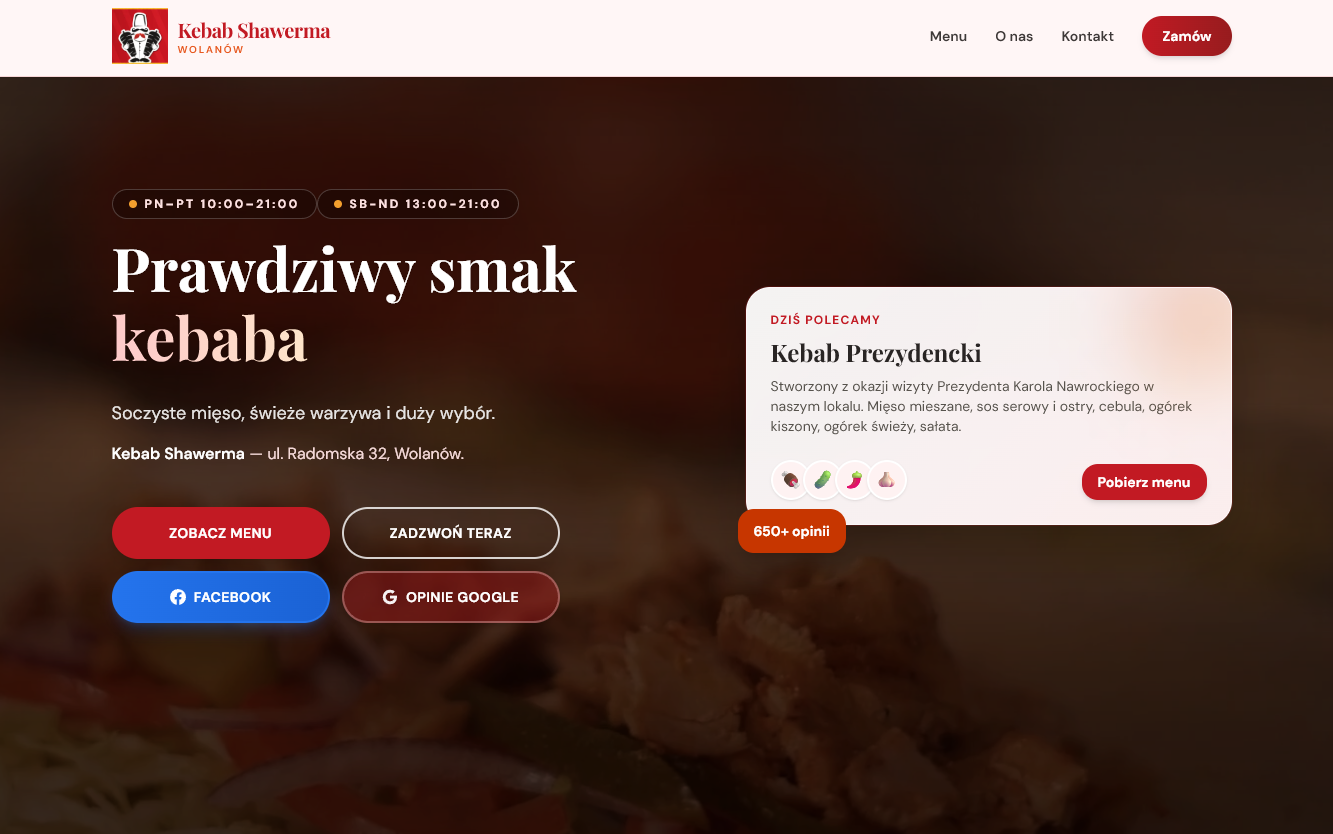 Kebab Shawerma
WOLANÓW
Menu
O nas
Kontakt
Zamów
PN–PT 10:00–21:00
SB-ND 13:00-21:00
Prawdziwy smak
kebaba
Soczyste mięso, świeże warzywa i duży wybór.
Kebab Shawerma — ul. Radomska 32, Wolanów.
ZOBACZ MENU
ZADZWOŃ TERAZ
FACEBOOK
OPINIE GOOGLE
DZIŚ POLECAMY
Kebab Prezydencki
Stworzony z okazji wizyty Prezydenta Karola Nawrockiego w
naszym lokalu. Mięso mieszane, sos serowy i ostry, cebula, ogórek
kiszony, ogórek świeży, sałata.
Pobierz menu
650+ opinii